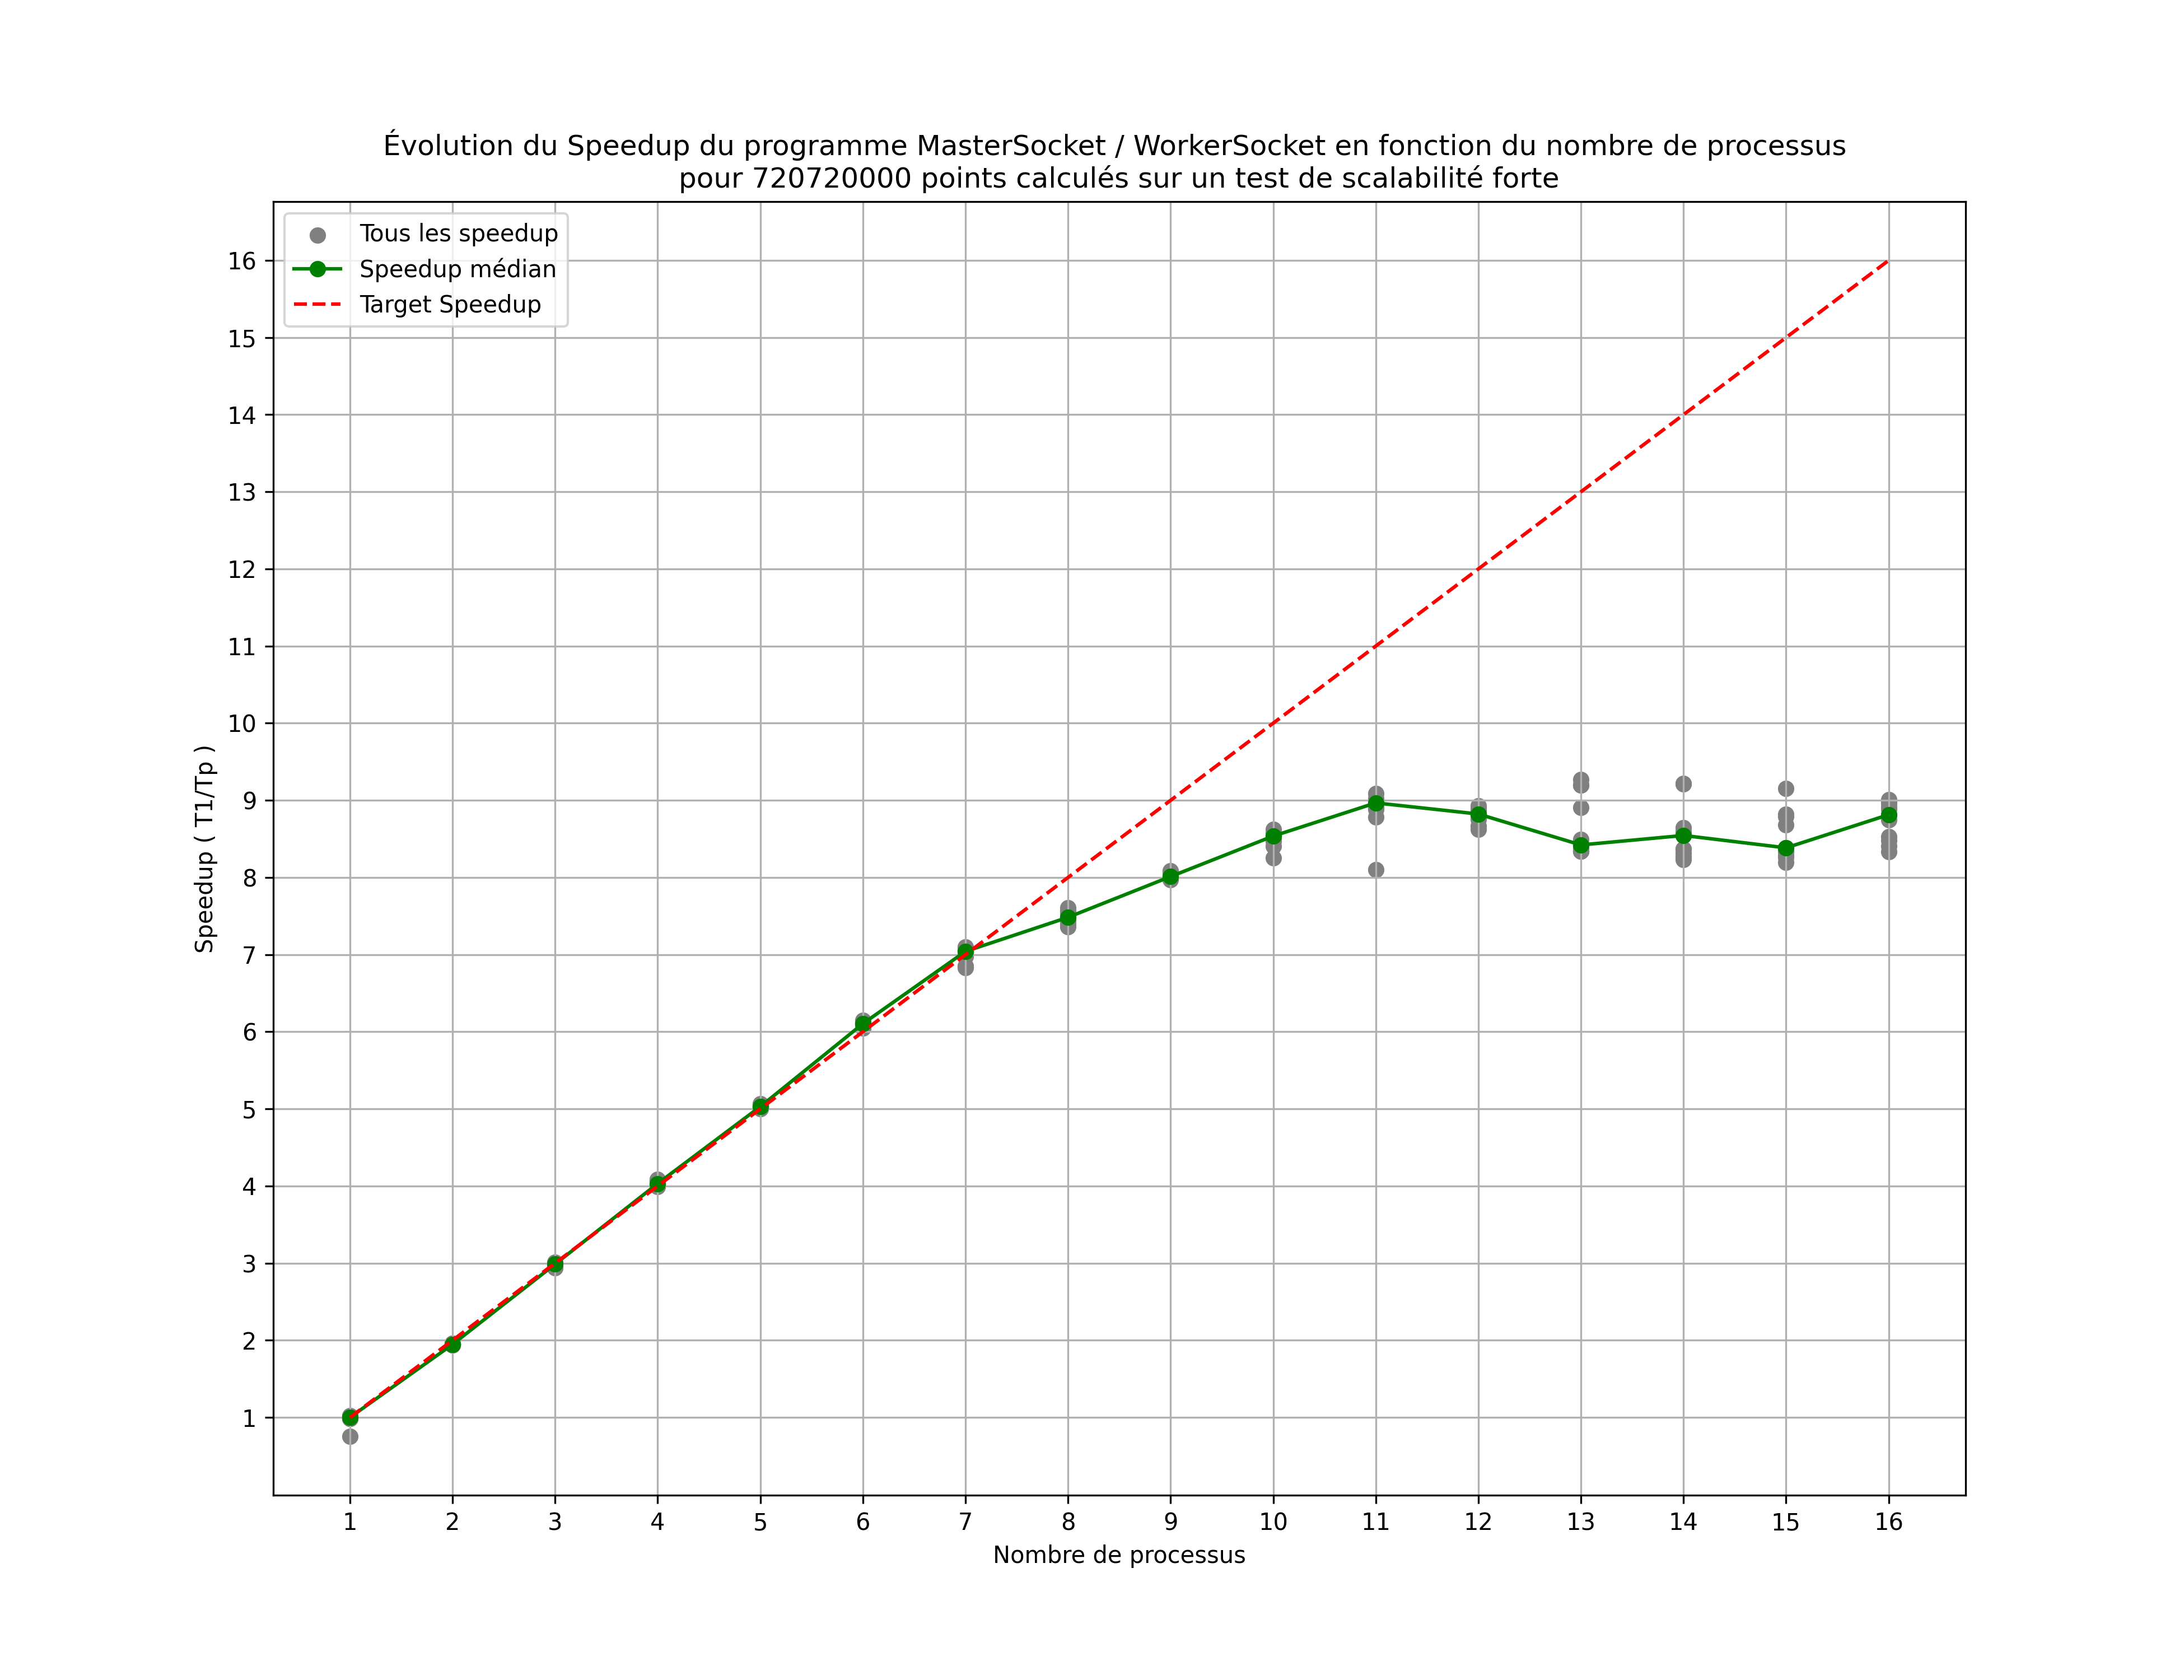 Évolution du Speedup du programme MasterSocket / WorkerSocket en fonction du nombre de processus
pour 720720000 points calculés sur un test de scalabilité forte
Tous les speedup
Speedup médian
Target Speedup
16
15
14
13
12
11
10
9
8
7
6
5
4
3
2
1
Speedup ( T1/Tp )
1 2 3 4 5 6 7 8 9 10 11 12 13 14 15 16
Nombre de processus